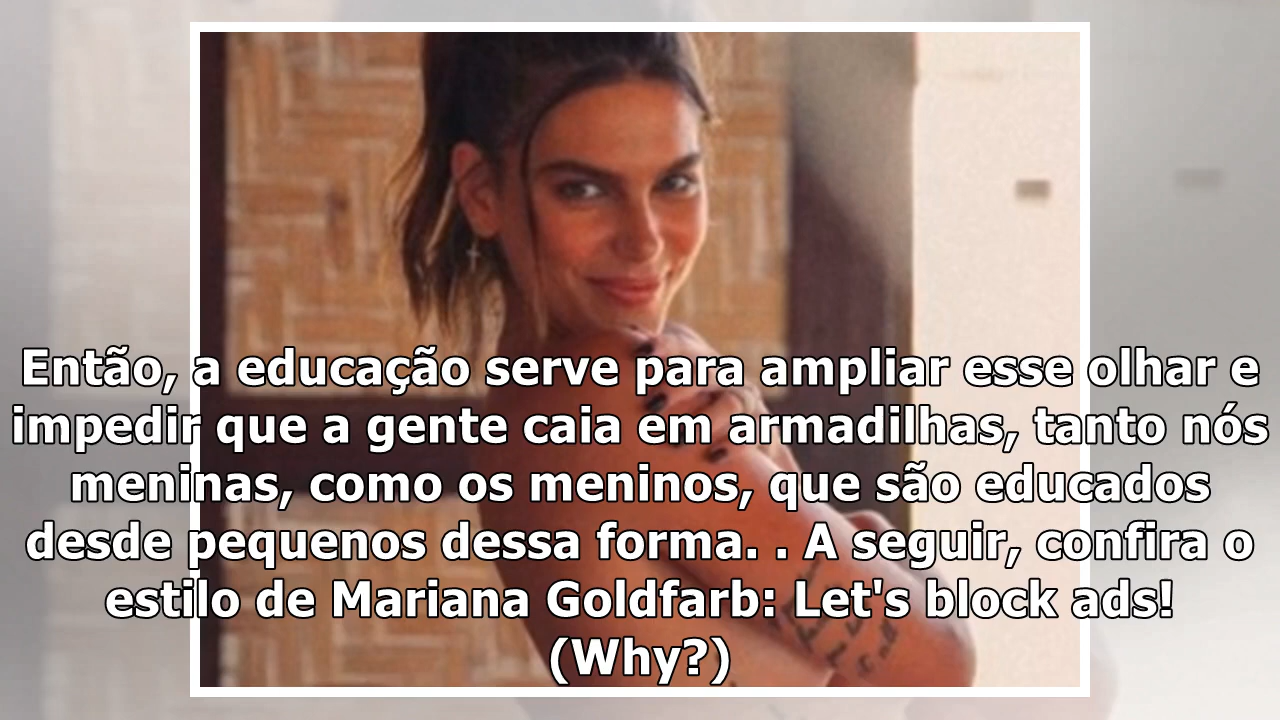 Então, a educação serve para ampliar esse olhar e
impedir que a gente caia em armadilhas, tanto nós
meninas, como os meninos, que são educados
desde pequenos dessa forma. . A seguir, confira o
estilo de Mariana Goldfarb: Let's block ads!
(Why?)